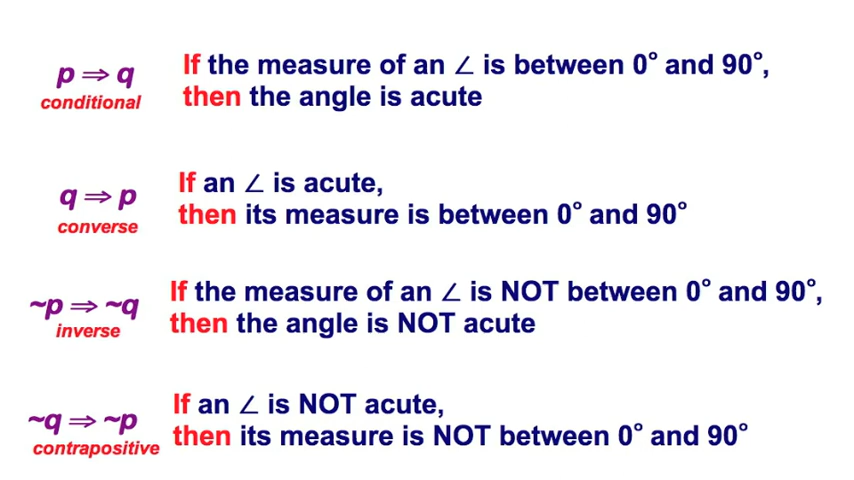 p ⇒ q
conditional
If the measure of an ∠ is between 0° and 90°,
then the angle is acute
q ⇒ p
converse
If an ∠ is acute,
then its measure is between 0° and 90°
~p ⇒ ~q
inverse
If the measure of an ∠ is NOT between 0° and 90°,
then the angle is NOT acute
~q ⇒ ~p
contrapositive
If an ∠ is NOT acute,
then its measure is NOT between 0° and 90°